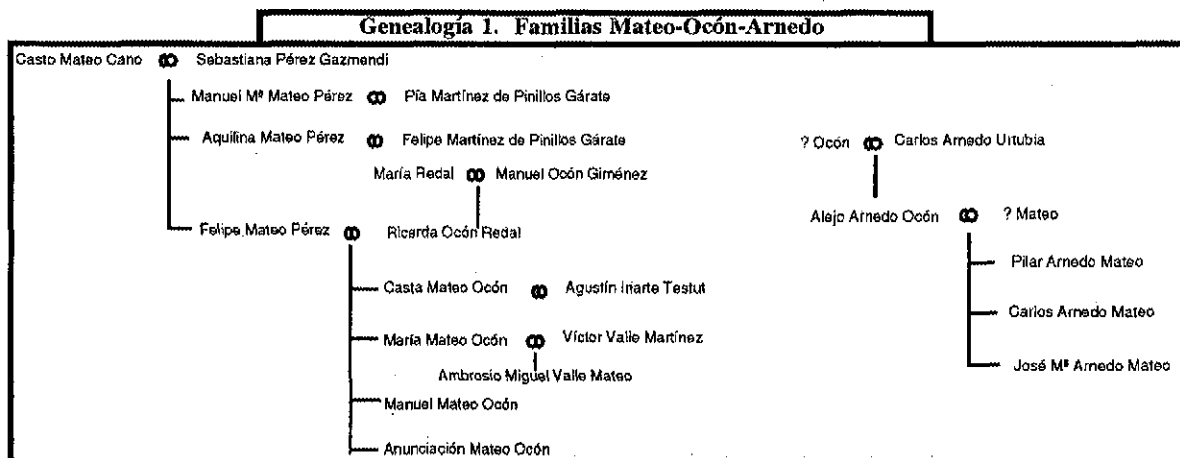 Genealogía 1. Familias Mateo-Ocón-Arnedo
Casto Mateo Cano Sebastiana Pérez Gazmendi
Manuel Mª Mateo Pérez Pía Martínez de Pinillos Gárate
Aquilina Mateo Pérez Felipe Martínez de Pinillos Gárate
? Ocón Carlos Arnedo Urtubia
María Redal Manuel Ocón Giménez
Alejo Arnedo Ocón ? Mateo
Felipe Mateo Pérez Ricarda Ocón Redal
Pilar Arnedo Mateo
Casta Mateo Ocón Agustín Iriarte Testut
Carlos Arnedo Mateo
María Mateo Ocón Víctor Valle Martínez
José Mª Arnedo Mateo
Ambrosio Miguel Valle Mateo
Manuel Mateo Ocón
Anunciación Mateo Ocón